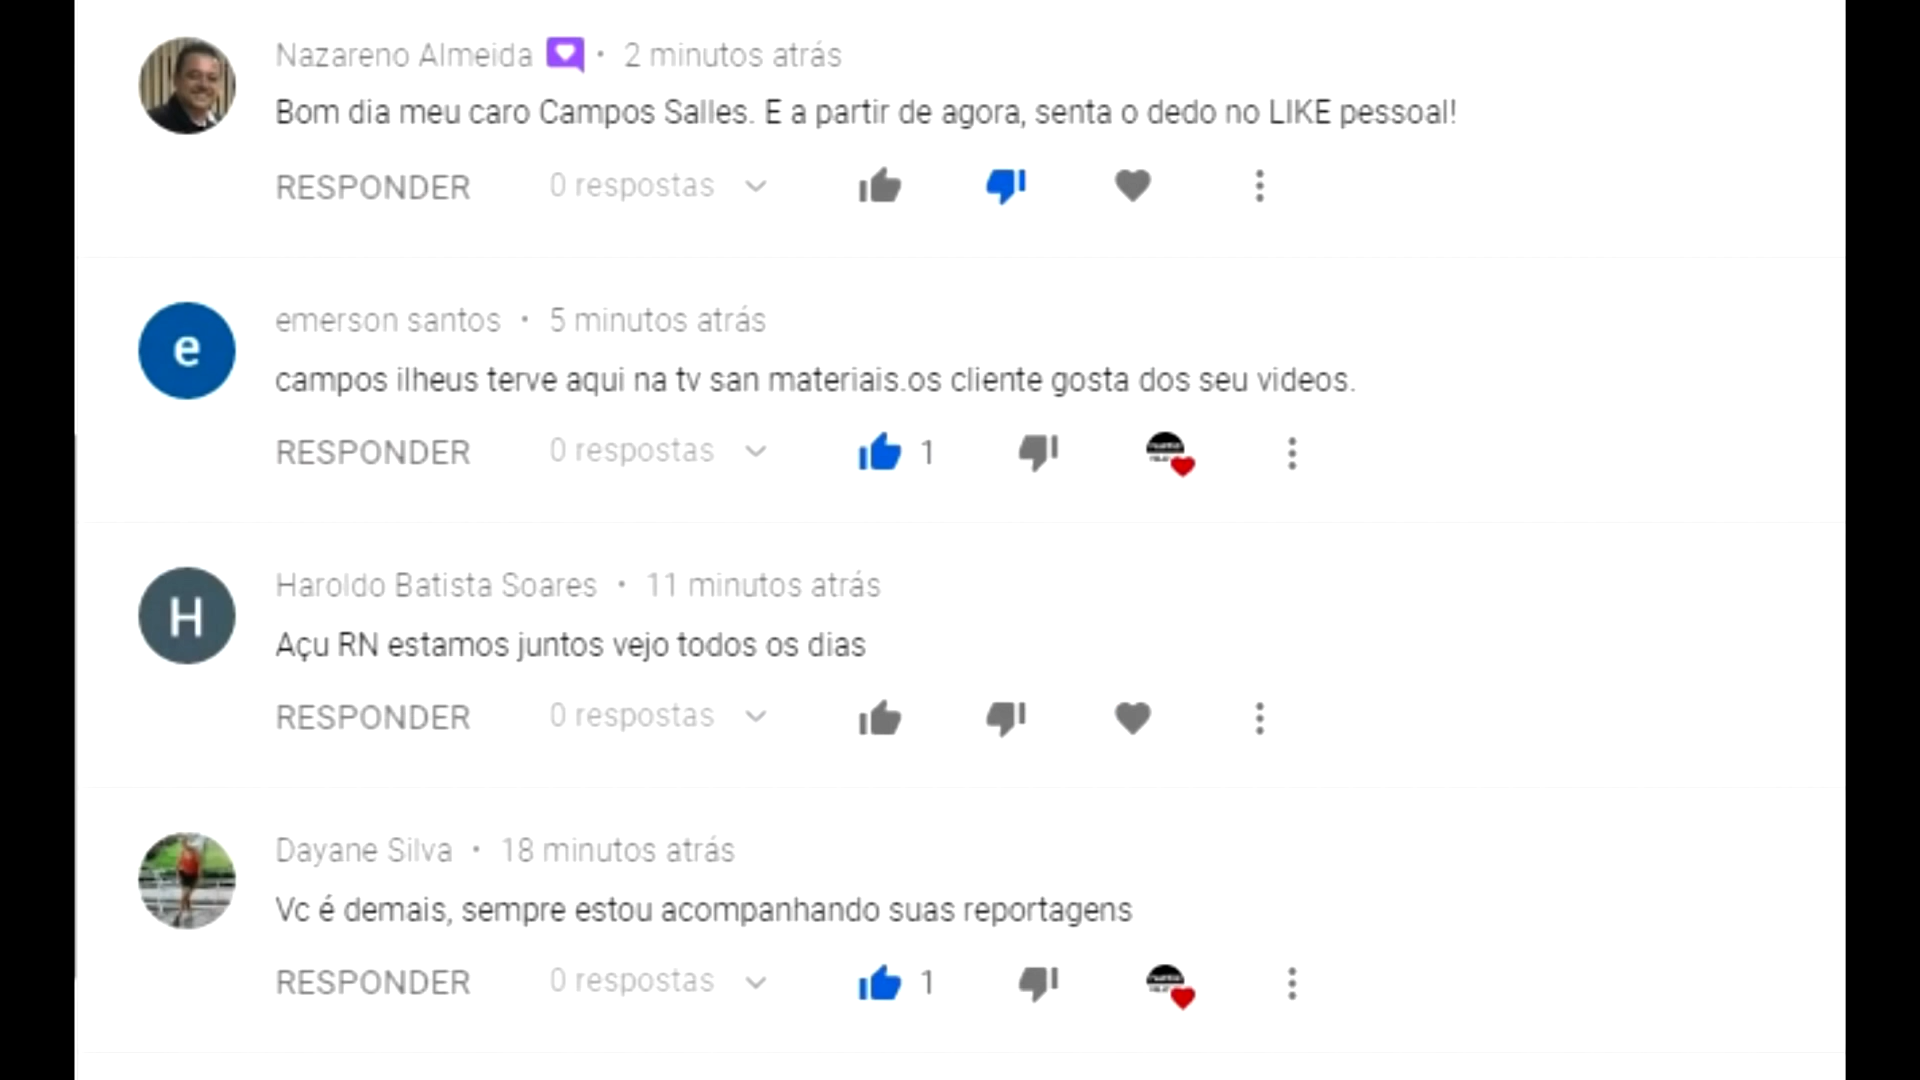 Nazareno Almeida • 2 minutos atrás
Bom dia meu caro Campos Salles. E a partir de agora, senta o dedo no LIKE pessoal!
RESPONDER 0 respostas
e
emerson santos • 5 minutos atrás
campos ilheus terve aqui na tv san materiais.os cliente gosta dos seu videos.
RESPONDER 0 respostas 1
H
Haroldo Batista Soares • 11 minutos atrás
Açu RN estamos juntos vejo todos os dias
RESPONDER 0 respostas
Dayane Silva • 18 minutos atrás
Vc é demais, sempre estou acompanhando suas reportagens
RESPONDER 0 respostas 1